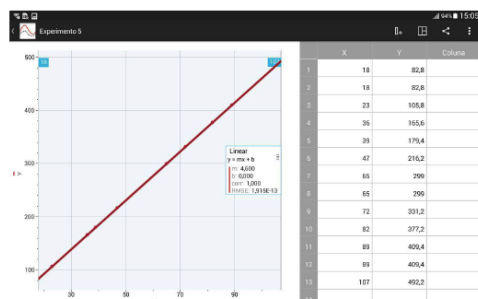 94% 15:05
Experimento 5
500
400
300
200
100
30
50
70
90
Y
Linear
y = mx + b
m: 4,600
b: 0,000
corr: 1,000
RMSE: 1,915E-13
X Y Coluna
1 18 82,8
2 18 82,8
3 23 105,8
4 36 165,6
5 39 179,4
6 47 216,2
7 65 299
8 65 299
9 72 331,2
10 82 377,2
11 89 409,4
12 89 409,4
13 107 492,2